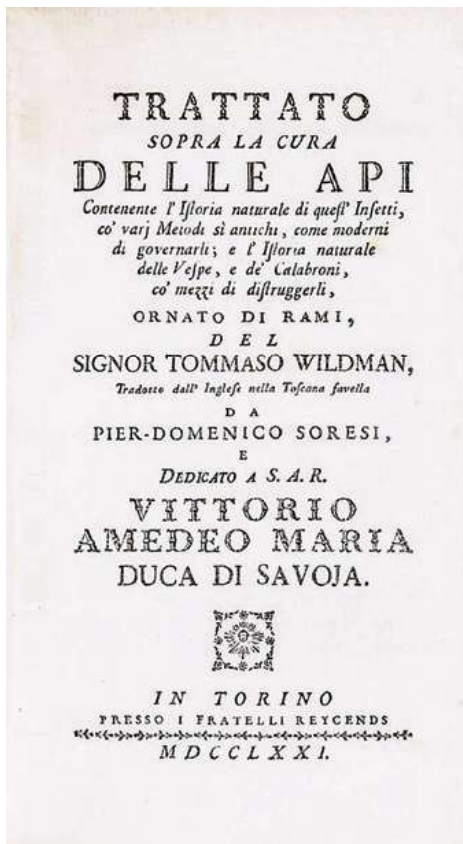 TRATTATO
SOPRA LA CURA
DELLE API
Contenente l' Iſtoria naturale di queſt' Inſetti,
co' varj Metodi sì antichi, come moderni
di governarli; e l' Iſtoria naturale
delle Veſpe, e de' Calabroni,
co' mezzi di diſtruggerli,
ORNATO DI RAMI,
DEL
SIGNOR TOMMASO WILDMAN,
Tradotto dall' Ingleſe nella Toſcana favella
DA
PIER-DOMENICO SORESI,
E
DEDICATO A S. A. R.
VITTORIO
AMEDEO MARIA
DUCA DI SAVOJA.
IN TORINO
PRESSO I FRATELLI REYCENDS
MDCCLXXI.